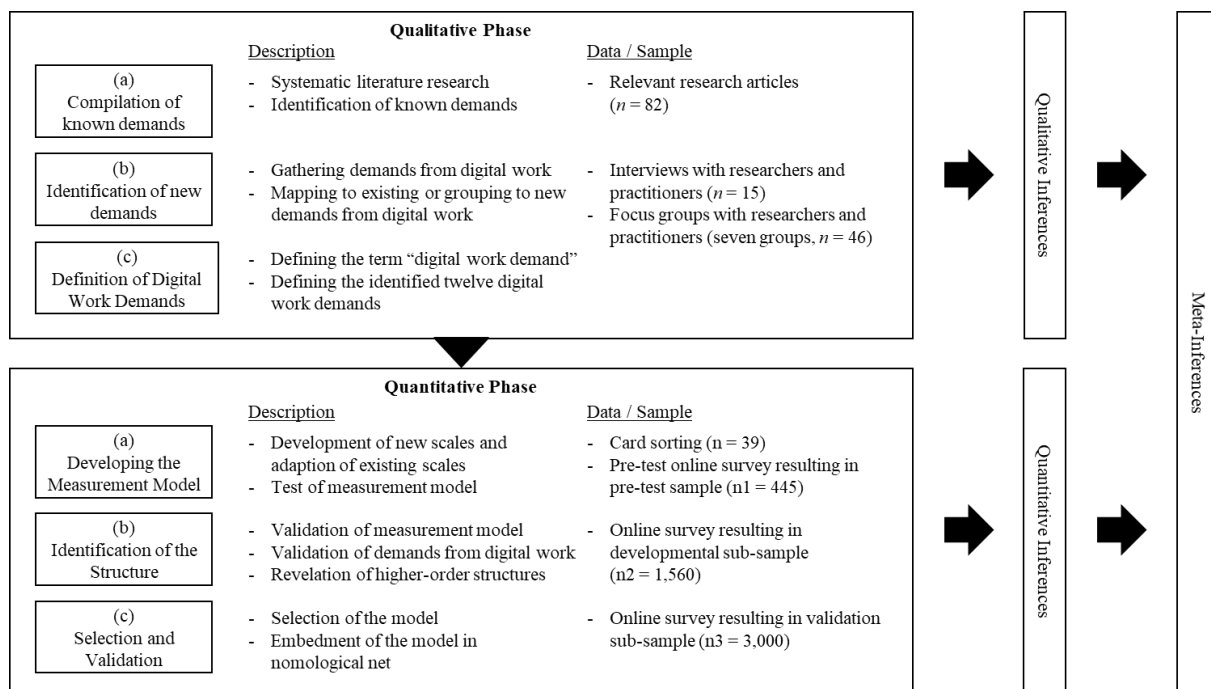 Qualitative Phase
Description
Data / Sample
(a)
Compilation of
known demands
- Systematic literature research
- Identification of known demands
- Relevant research articles
(n = 82)
(b)
Identification of new
demands
- Gathering demands from digital work
- Mapping to existing or grouping to new
demands from digital work
- Interviews with researchers and
practitioners (n = 15)
- Focus groups with researchers and
practitioners (seven groups, n = 46)
(c)
Definition of Digital
Work Demands
- Defining the term “digital work demand”
- Defining the identified twelve digital
work demands
Qualitative Inferences
Quantitative Phase
Description
Data / Sample
(a)
Developing the
Measurement Model
- Development of new scales and
adaption of existing scales
- Test of measurement model
- Card sorting (n = 39)
- Pre-test online survey resulting in
pre-test sample (n1 = 445)
(b)
Identification of the
Structure
- Validation of measurement model
- Validation of demands from digital work
- Revelation of higher-order structures
- Online survey resulting in
developmental sub-sample
(n2 = 1,560)
(c)
Selection and
Validation
- Selection of the model
- Embedment of the model in
nomological net
- Online survey resulting in validation
sub-sample (n3 = 3,000)
Quantitative Inferences
Meta-Inferences